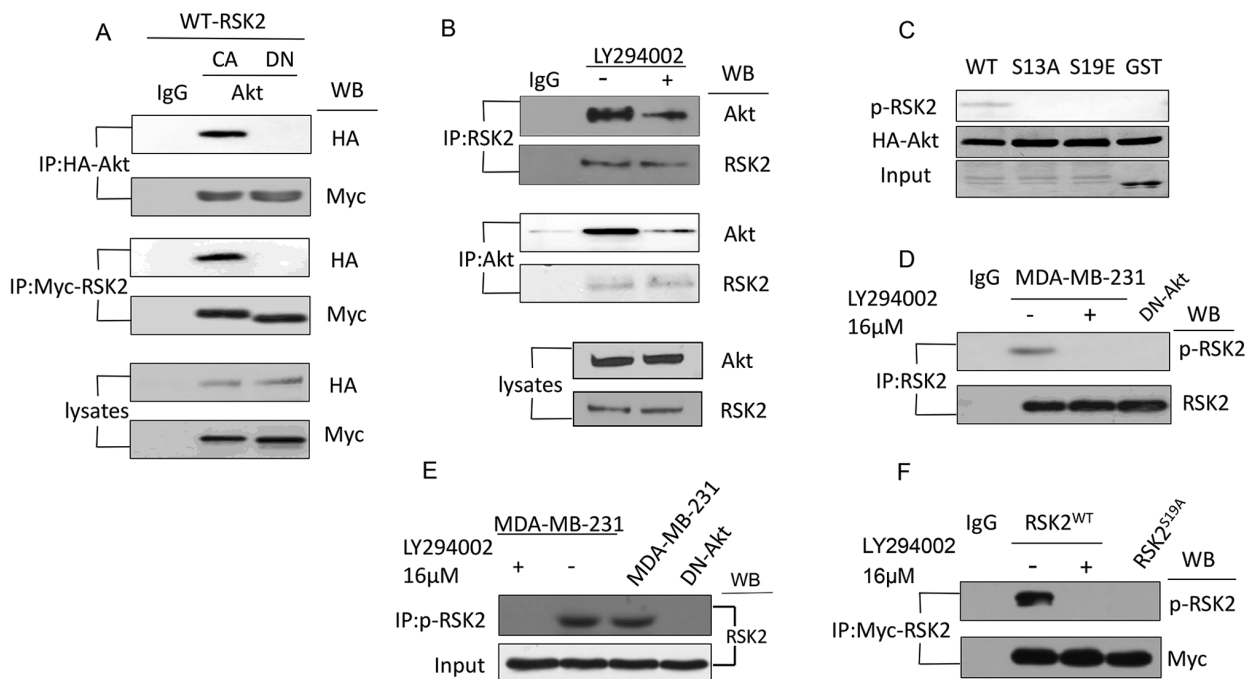 A
WT-RSK2
CA DN
IgG Akt WB
IP:HA-Akt
HA
Myc
IP:Myc-RSK2
HA
Myc
lysates
HA
Myc
B
LY294002
IgG - + WB
IP:RSK2
Akt
RSK2
IP:Akt
Akt
RSK2
lysates
Akt
RSK2
C
WT S13A S19E GST
p-RSK2
HA-Akt
Input
D
IgG MDA-MB-231 DN-Akt
LY294002
16μM - + WB
IP:RSK2
p-RSK2
RSK2
E
MDA-MB-231 MDA-MB-231 DN-Akt
LY294002
16μM + - WB
IP:p-RSK2
RSK2
Input
F
IgG RSK2WT RSK2S19A
LY294002
16μM - + WB
IP:Myc-RSK2
p-RSK2
Myc